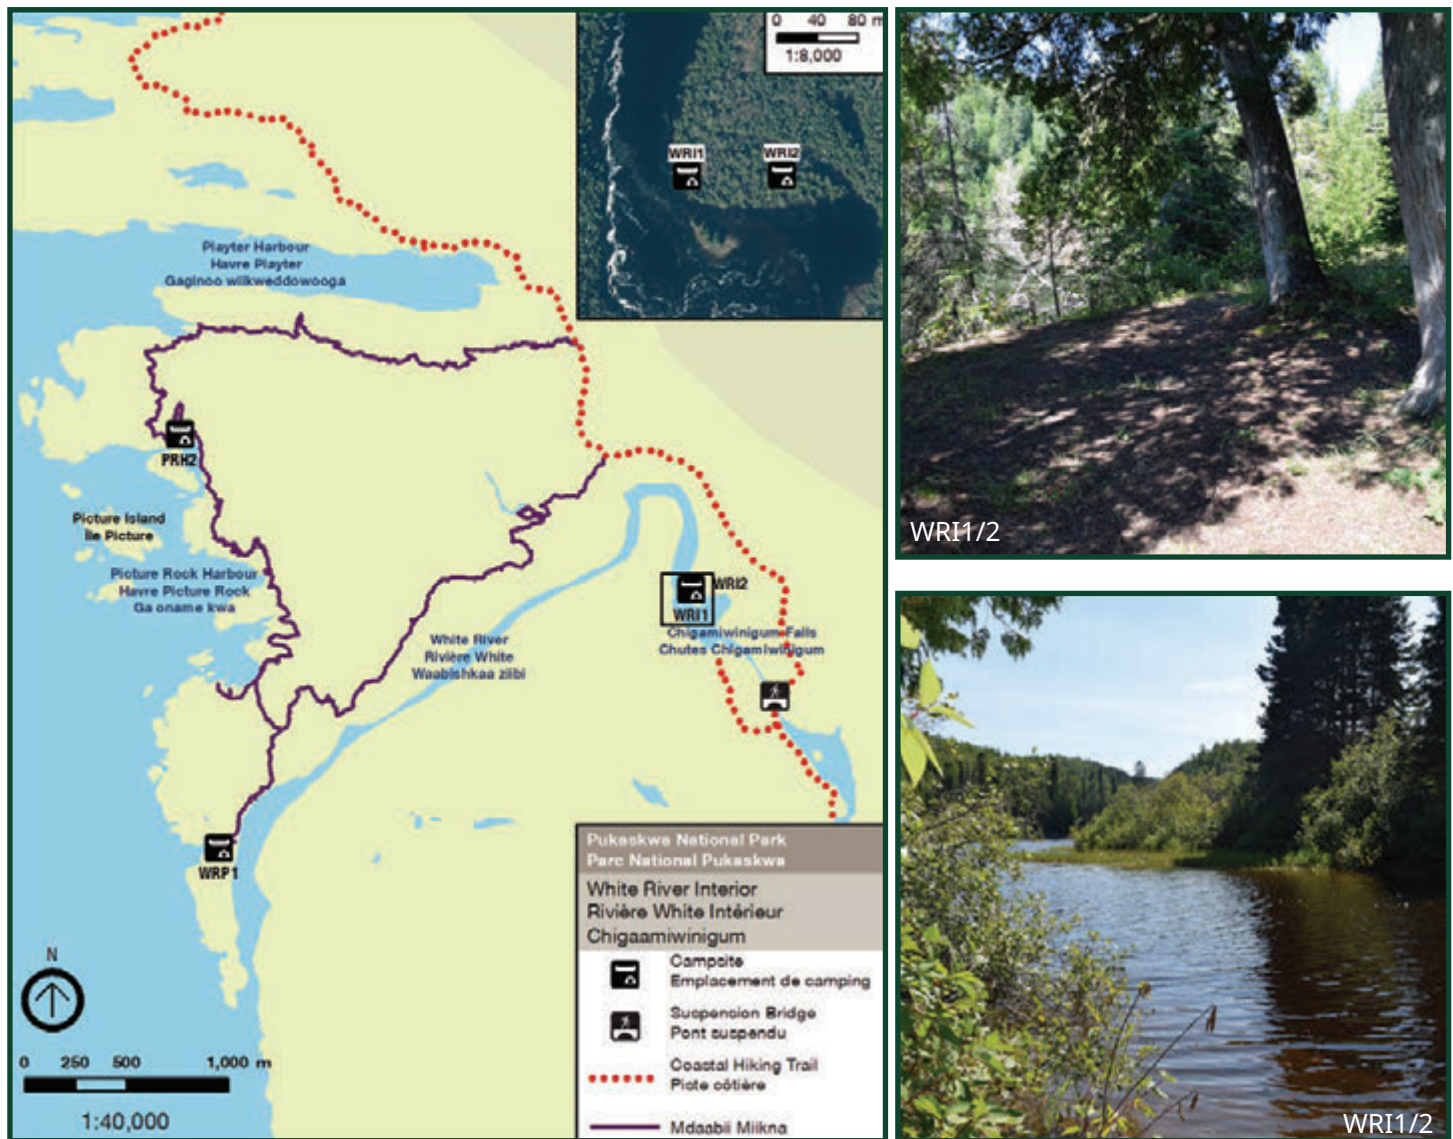 0 40 80 m
1:8,000
WRI1 WRI2
Playter Harbour
Havre Playter
Gaginoo wiikweddowooga
PRH2
Picture Island
Île Picture
Picture Rock Harbour
Havre Picture Rock
Ga oname kwa
White River
Rivière White
Waabishkaa ziibi
WRI2
WRI1
Chigamiwinigum Falls
Chutes Chigamiwinigum
WRP1
N
0 250 500 1,000 m
1:40,000
Pukaskwa National Park
Parc National Pukaskwa
White River Interior
Rivière White Intérieur
Chigaamiwinigum
Campsite
Emplacement de camping
Suspension Bridge
Pont suspendu
Coastal Hiking Trail
Piste côtière
Mdaabii Miikna
WRI1/2
WRI1/2